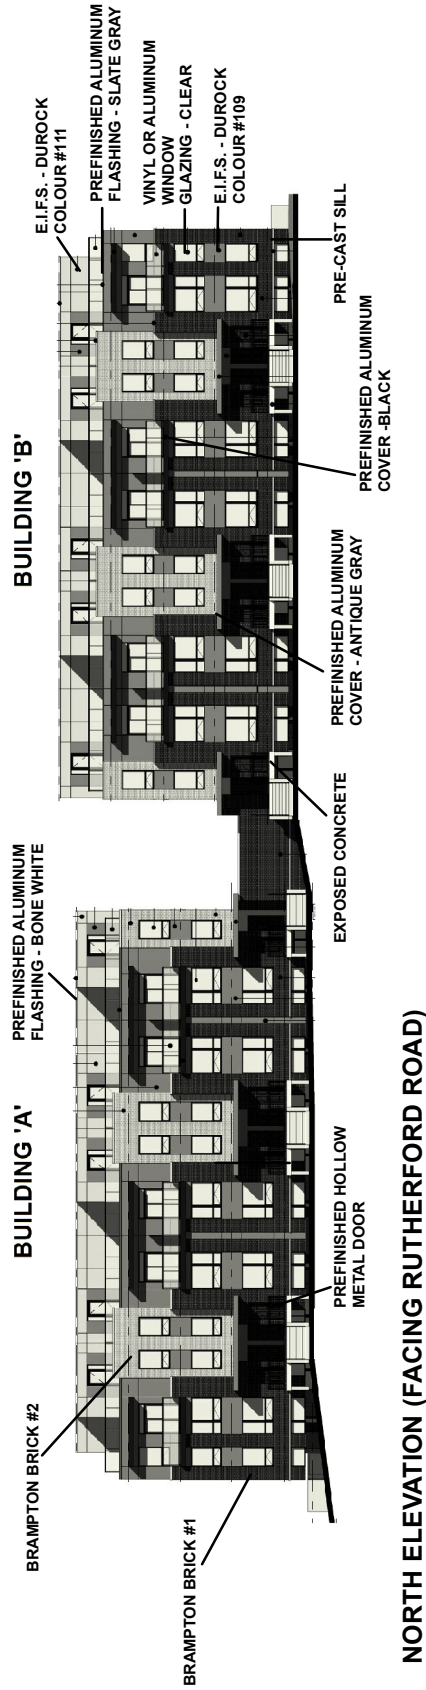 BUILDING 'A'
BUILDING 'B'
BRAMPTON BRICK #2
BRAMPTON BRICK #1
PREFINISHED ALUMINUM
FLASHING - BONE WHITE
E.I.F.S. - DUROCK
COLOUR #111
PREFINISHED ALUMINUM
FLASHING - SLATE GRAY
VINYL OR ALUMINUM
WINDOW
GLAZING - CLEAR
E.I.F.S. - DUROCK
COLOUR #109
PREFINISHED HOLLOW
METAL DOOR
EXPOSED CONCRETE
PREFINISHED ALUMINUM
COVER - ANTIQUE GRAY
PREFINISHED ALUMINUM
COVER -BLACK
PRE-CAST SILL
NORTH ELEVATION (FACING RUTHERFORD ROAD)